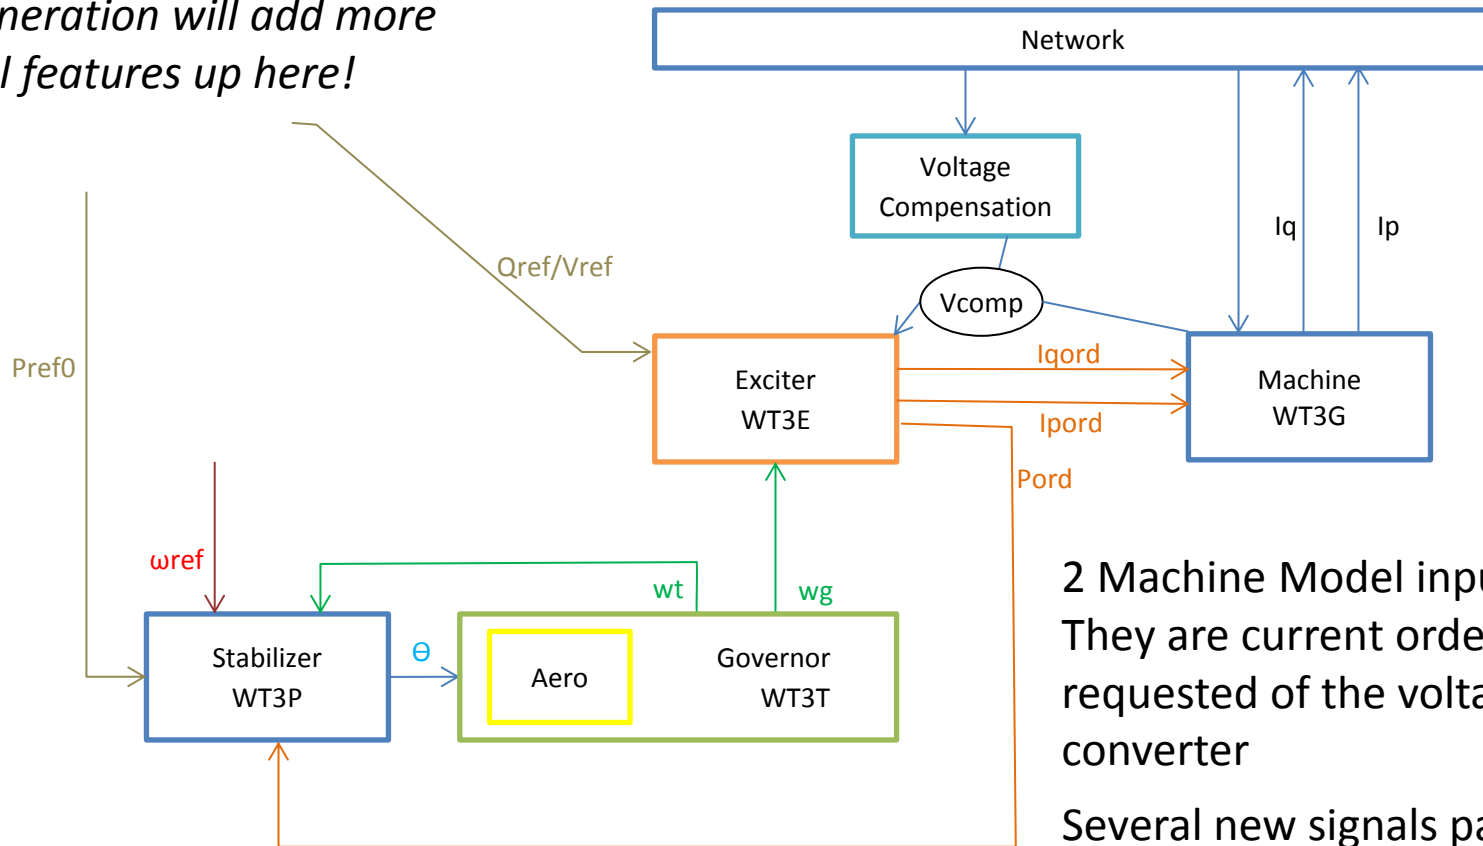 neration will add more
l features up here!
Network
Voltage
Compensation
Iq
Ip
Qref/Vref
Vcomp
Pref0
Iqord
Exciter
WT3E
Machine
WT3G
Ipord
Pord
ωref
wt
wg
Stabilizer
WT3P
Θ
Aero
Governor
WT3T
2 Machine Model inpu
They are current orde
requested of the volta
converter
Several new signals pa